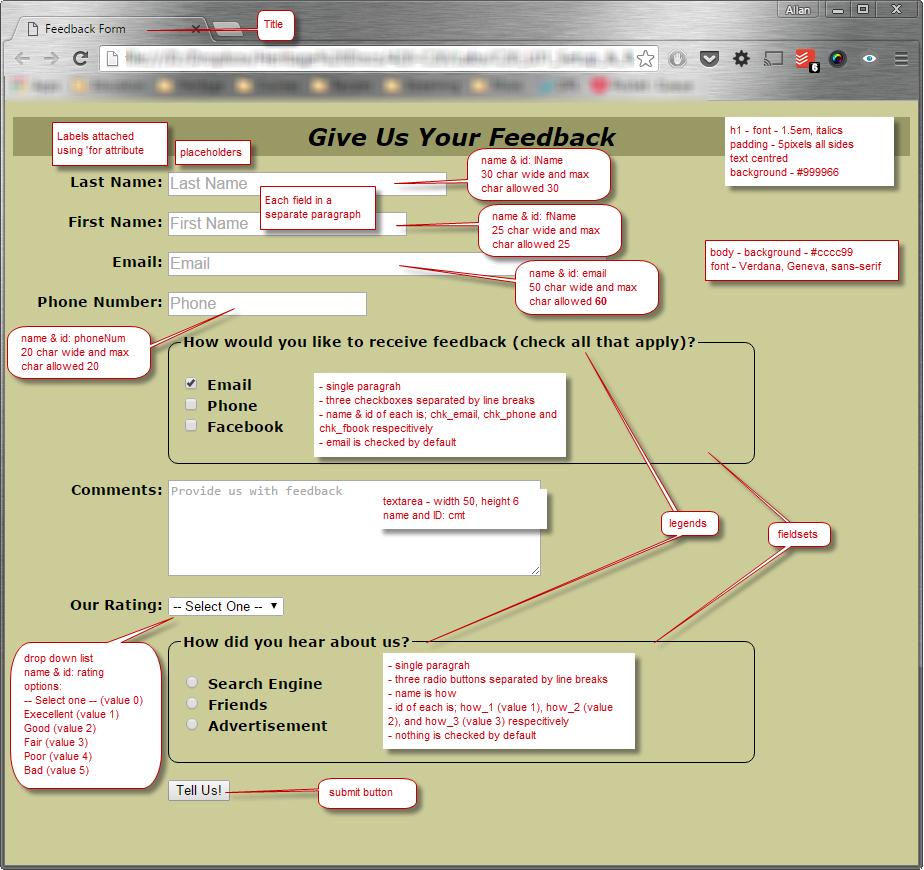 Allan
Feedback Form
Title
6
Give Us Your Feedback
Labels attached
using 'for attribute
placeholders
h1 - font - 1.5em, italics
padding - 5pixels all sides
text centred
background - #999966
Last Name:
Last Name
name & id: lName
30 char wide and max
char allowed 30
Each field in a
separate paragraph
First Name:
First Name
name & id: fName
25 char wide and max
char allowed 25
body - background - #cccc99
font - Verdana, Geneva, sans-serif
Email:
Email
name & id: email
50 char wide and max
char allowed 60
Phone Number:
Phone
name & id: phoneNum
20 char wide and max
char allowed 20
How would you like to receive feedback (check all that apply)?
Email
Phone
Facebook
- single paragrah
- three checkboxes separated by line breaks
- name & id of each is; chk_email, chk_phone and
chk_fbook respecitively
- email is checked by default
Comments:
Provide us with feedback
textarea - width 50, height 6
name and ID: cmt
legends
fieldsets
Our Rating:
-- Select One --
drop down list
name & id: rating
options:
-- Select one -- (value 0)
Execellent (value 1)
Good (value 2)
Fair (value 3)
Poor (value 4)
Bad (value 5)
How did you hear about us?
Search Engine
Friends
Advertisement
- single paragrah
- three radio buttons separated by line breaks
- name is how
- id of each is; how_1 (value 1), how_2 (value
2), and how_3 (value 3) respecitively
- nothing is checked by default
Tell Us!
submit button